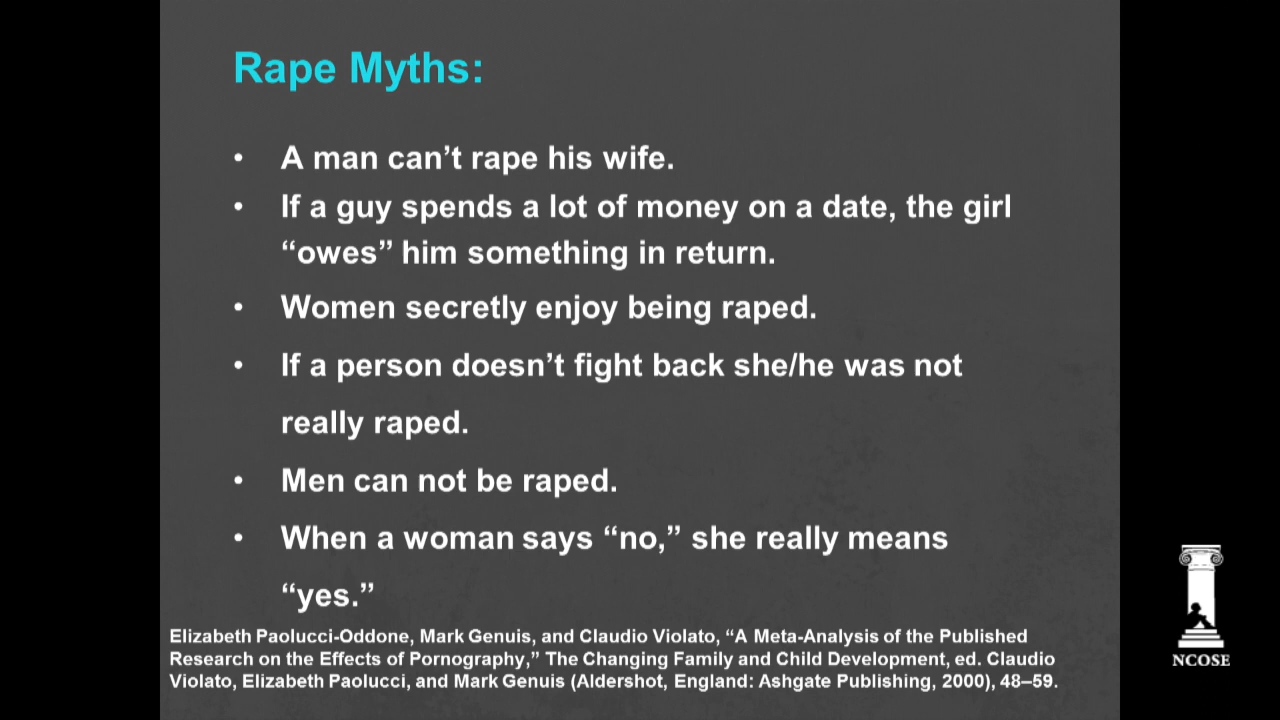 Rape Myths:
• A man can’t rape his wife.
• If a guy spends a lot of money on a date, the girl
“owes” him something in return.
• Women secretly enjoy being raped.
• If a person doesn’t fight back she/he was not
really raped.
• Men can not be raped.
• When a woman says “no,” she really means
“yes.”
Elizabeth Paolucci-Oddone, Mark Genuis, and Claudio Violato, “A Meta-Analysis of the Published
Research on the Effects of Pornography,” The Changing Family and Child Development, ed. Claudio
Violato, Elizabeth Paolucci, and Mark Genuis (Aldershot, England: Ashgate Publishing, 2000), 48–59.
NCOSE